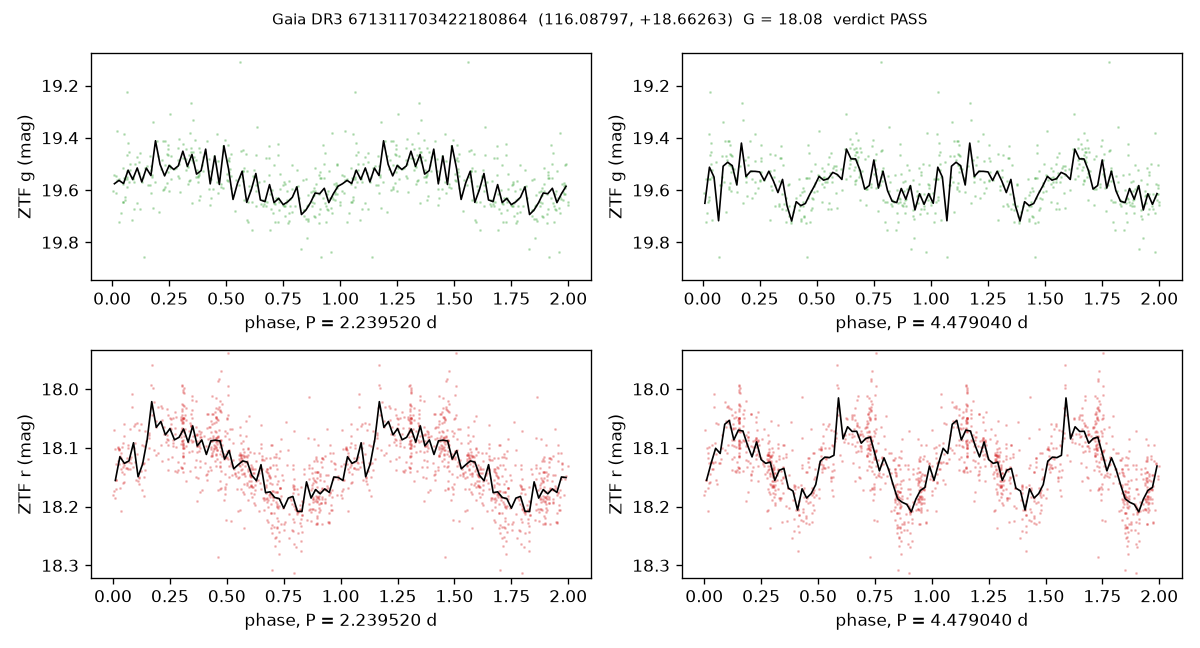 Gaia DR3 671311703422180864  (116.08797, +18.66263)  G = 18.08  verdict PASS
ZTF g (mag)
19.2
19.4
19.6
19.8
0.00 0.25 0.50 0.75 1.00 1.25 1.50 1.75 2.00
phase, P = 2.239520 d
ZTF g (mag)
19.2
19.4
19.6
19.8
0.00 0.25 0.50 0.75 1.00 1.25 1.50 1.75 2.00
phase, P = 4.479040 d
ZTF r (mag)
18.0
18.1
18.2
18.3
0.00 0.25 0.50 0.75 1.00 1.25 1.50 1.75 2.00
phase, P = 2.239520 d
ZTF r (mag)
18.0
18.1
18.2
18.3
0.00 0.25 0.50 0.75 1.00 1.25 1.50 1.75 2.00
phase, P = 4.479040 d